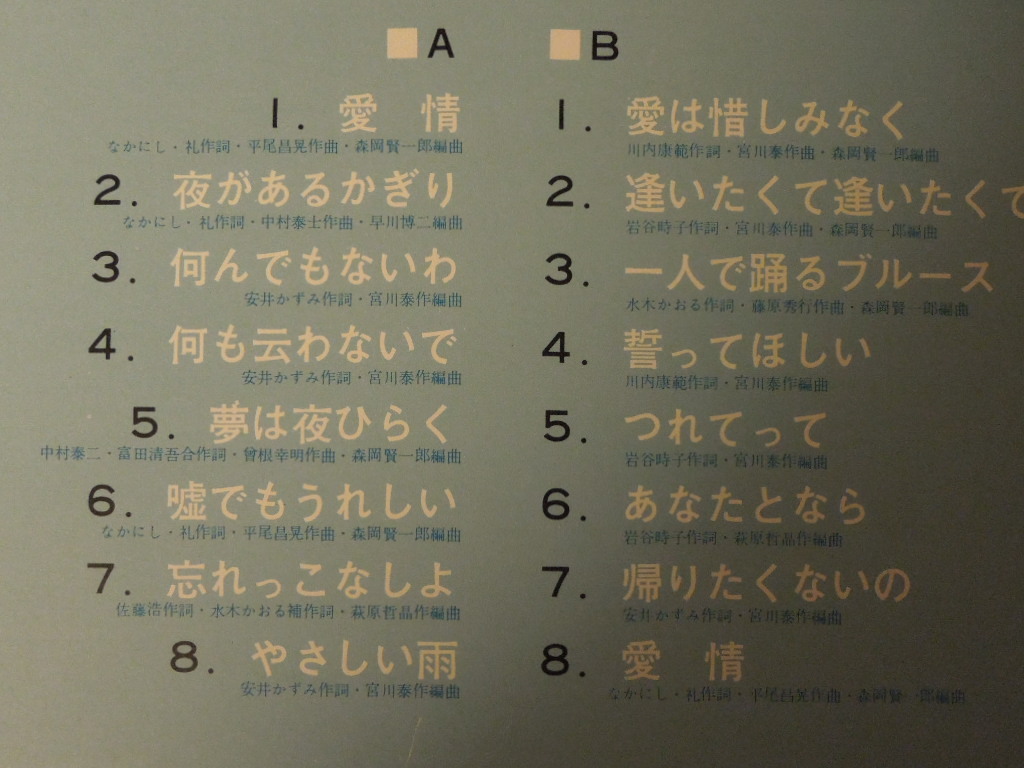 A
1. 愛情
なかにし・礼作詞・平尾昌晃作曲・森岡賢一郎編曲
2. 夜があるかぎり
なかにし・礼作詞・中村泰士作曲・早川博二編曲
3. 何んでもないわ
安井かずみ作詞・宮川泰作編曲
4. 何も云わないで
安井かずみ作詞・宮川泰作編曲
5. 夢は夜ひらく
中村泰二・富田清吾合作詞・曾根幸明作曲・森岡賢一郎編曲
6. 嘘でもうれしい
なかにし・礼作詞・平尾昌晃作曲・森岡賢一郎編曲
7. 忘れっこなしよ
佐藤浩作詞・水木かおる補作詞・萩原哲晶作編曲
8. やさしい雨
安井かずみ作詞・宮川泰作編曲
B
1. 愛は惜しみなく
川内康範作詞・宮川泰作曲・森岡賢一郎編曲
2. 逢いたくて逢いたくて
岩谷時子作詞・宮川泰作曲・森岡賢一郎編曲
3. 一人で踊るブルース
水木かおる作詞・藤原秀行作曲・森岡賢一郎編曲
4. 誓ってほしい
川内康範作詞・宮川泰作編曲
5. つれてって
岩谷時子作詞・宮川泰作編曲
6. あなたとなら
岩谷時子作詞・萩原哲晶作編曲
7. 帰りたくないの
安井かずみ作詞・宮川泰作編曲
8. 愛情
なかにし・礼作詞・平尾昌晃作曲・森岡賢一郎編曲